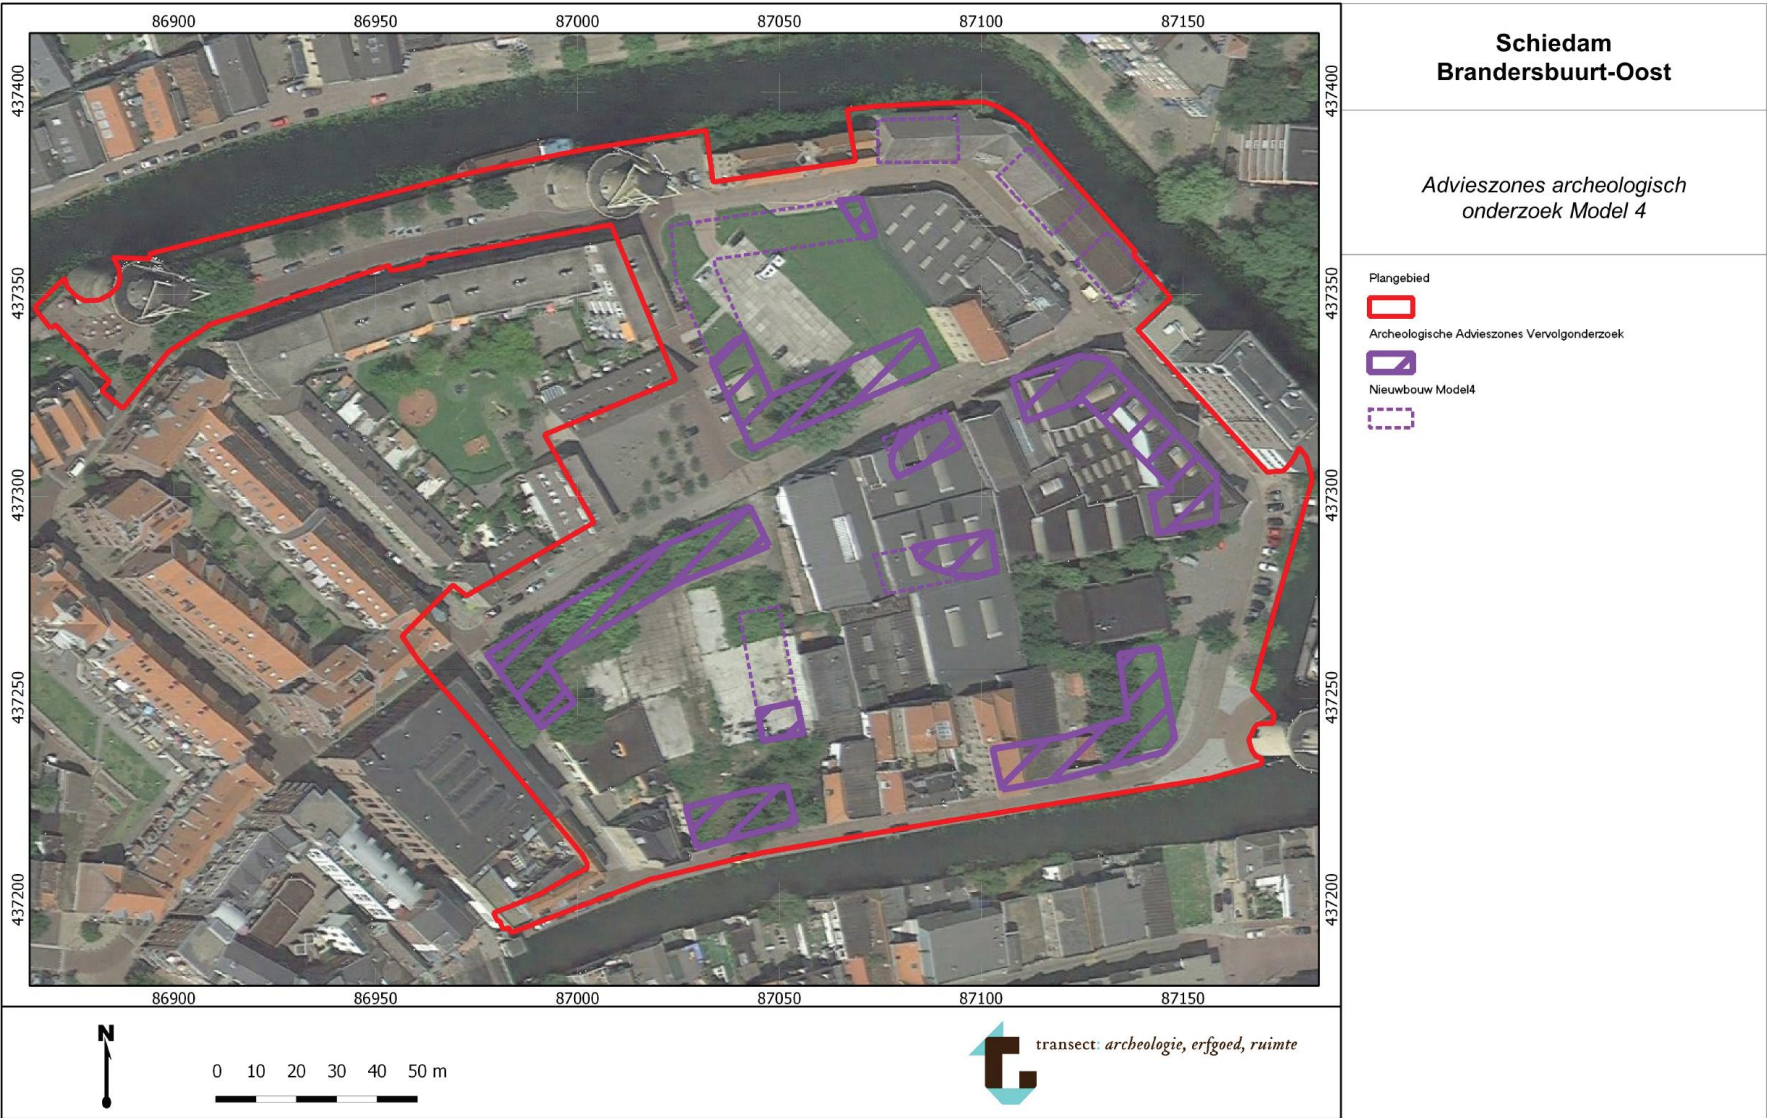 86900 86950 87000 87050 87100 87150
437400 437400
437350 437350
437300 437300
437250 437250
437200 437200
86900 86950 87000 87050 87100 87150
N
0 10 20 30 40 50 m
transect: archeologie, erfgoed, ruimte
Schiedam
Brandersbuurt-Oost
Advieszones archeologisch
onderzoek Model 4
Plangebied
Archeologische Advieszones Vervolgonderzoek
Nieuwbouw Model4